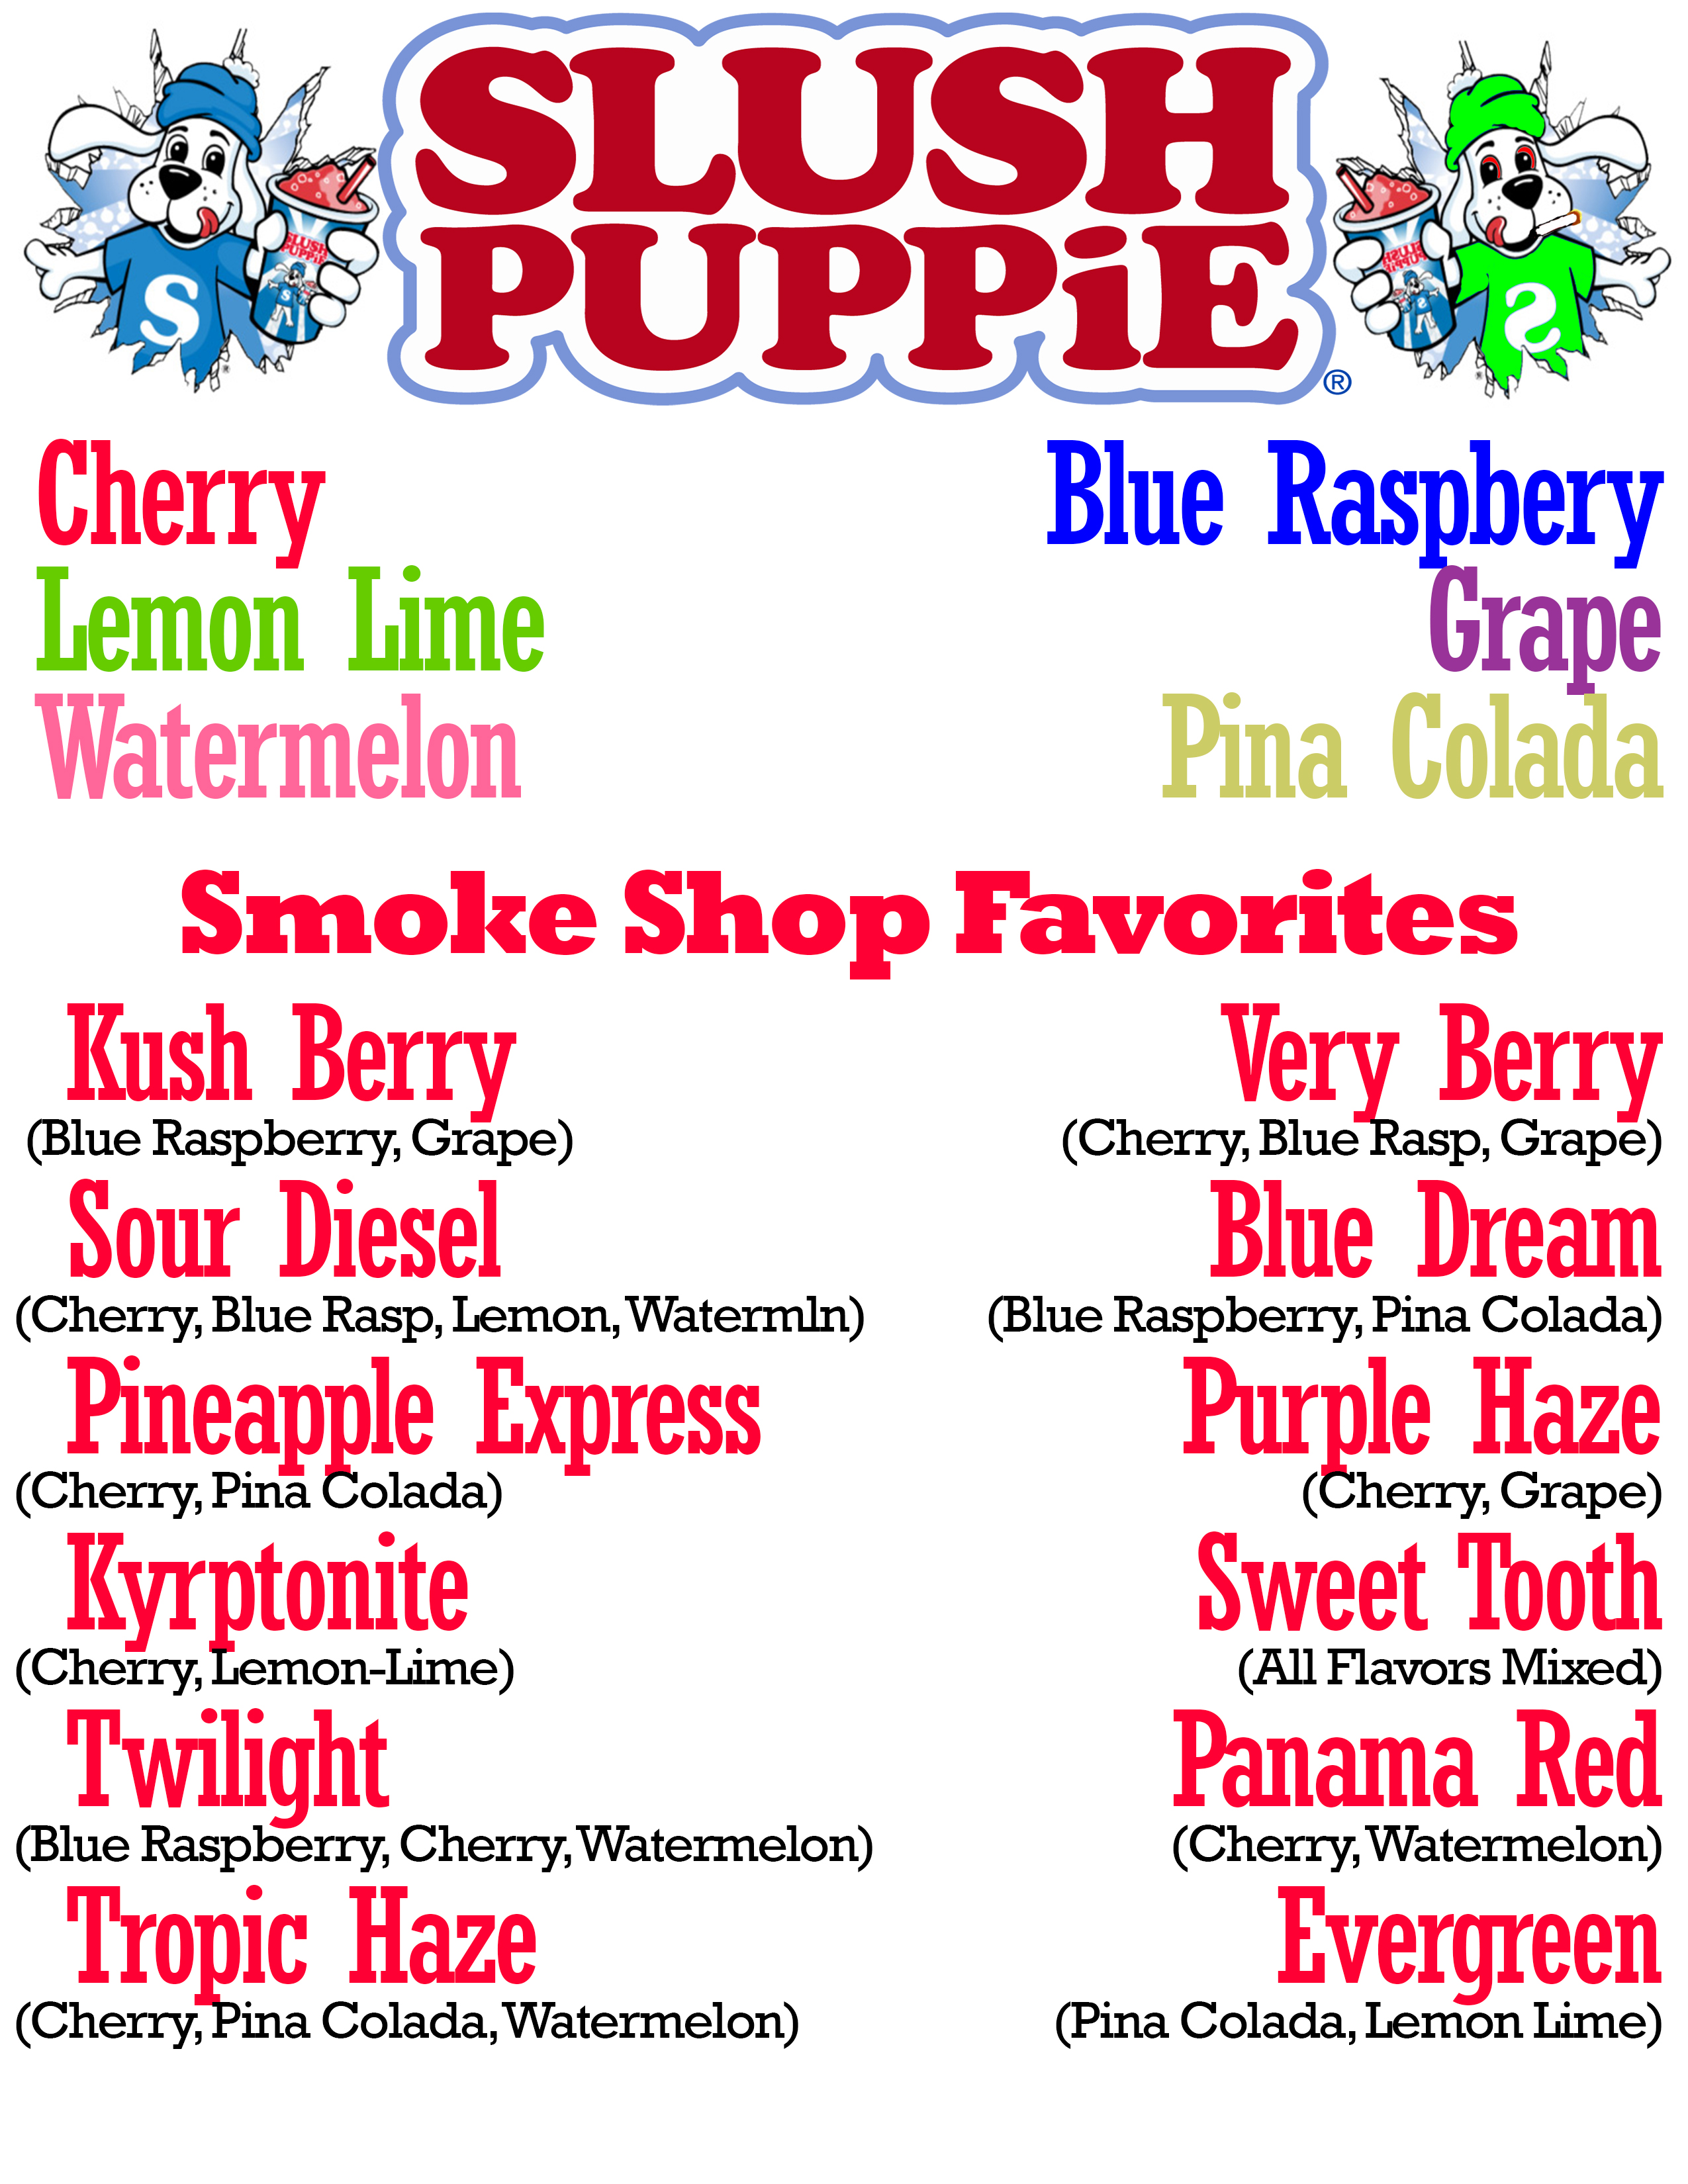 SLUSH
PUPPiE®
S
SLUSH
PUPPiE
Cherry
Blue Raspbery
Lemon Lime
Grape
Watermelon
Pina Colada
Smoke Shop Favorites
Kush Berry
(Blue Raspberry, Grape)
Very Berry
(Cherry, Blue Rasp, Grape)
Sour Diesel
(Cherry, Blue Rasp, Lemon, Watermln)
Blue Dream
(Blue Raspberry, Pina Colada)
Pineapple Express
(Cherry, Pina Colada)
Purple Haze
(Cherry, Grape)
Kyrptonite
(Cherry, Lemon-Lime)
Sweet Tooth
(All Flavors Mixed)
Twilight
(Blue Raspberry, Cherry, Watermelon)
Panama Red
(Cherry, Watermelon)
Tropic Haze
(Cherry, Pina Colada, Watermelon)
Evergreen
(Pina Colada, Lemon Lime)